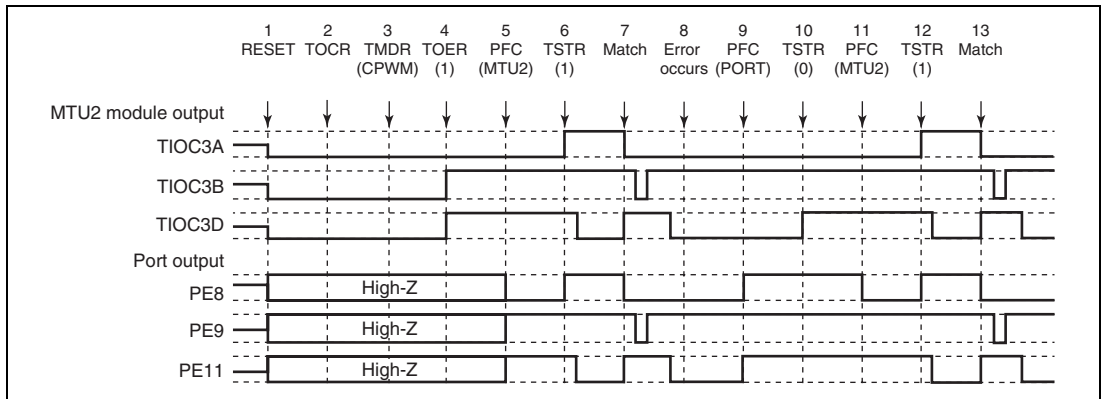 1 2 3 4 5 6 7 8 9 10 11 12 13
RESET TOCR TMDR TOER PFC TSTR Match Error PFC TSTR PFC TSTR Match
(CPWM) (1) (MTU2) (1) occurs (PORT) (0) (MTU2) (1)
MTU2 module output
TIOC3A
TIOC3B
TIOC3D
Port output
PE8 High-Z
PE9 High-Z
PE11 High-Z